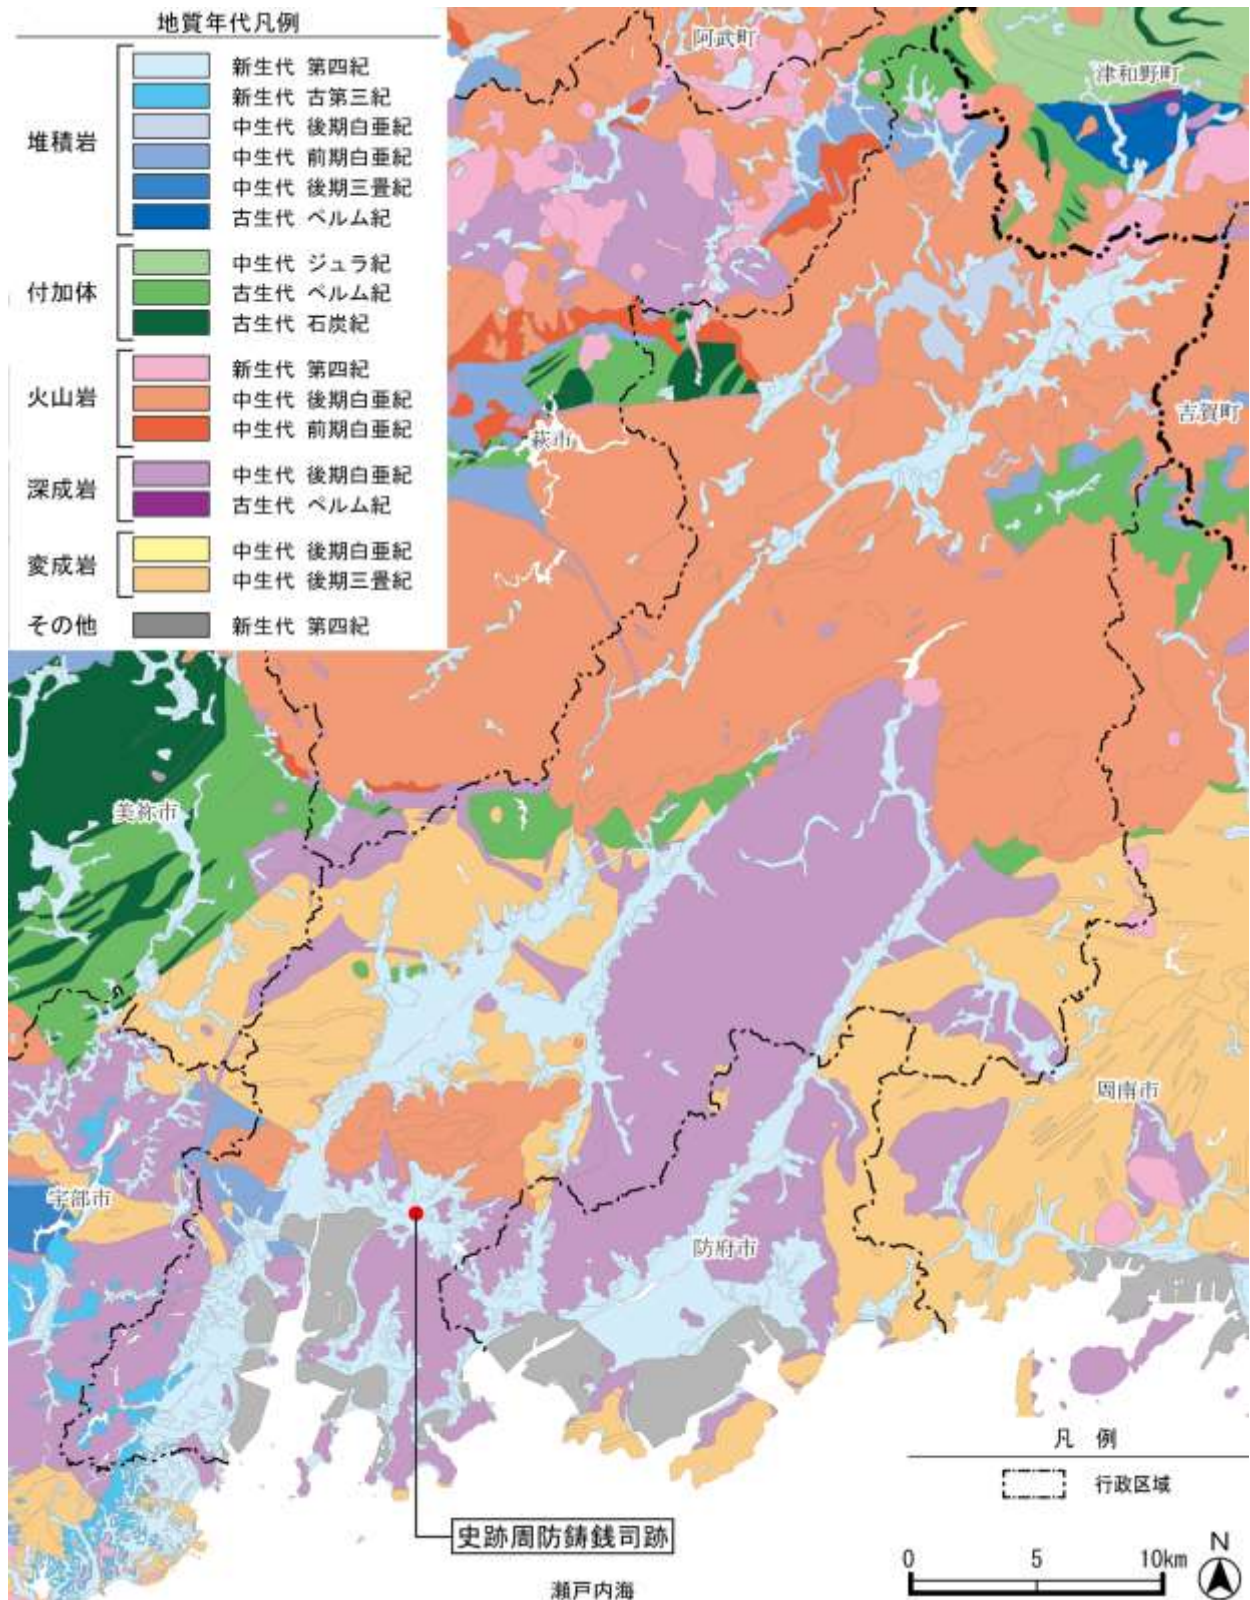 地質年代凡例
堆積岩
新生代 第四紀
新生代 古第三紀
中生代 後期白亜紀
中生代 前期白亜紀
中生代 後期三畳紀
古生代 ペルム紀
付加体
中生代 ジュラ紀
古生代 ペルム紀
古生代 石炭紀
火山岩
新生代 第四紀
中生代 後期白亜紀
中生代 前期白亜紀
深成岩
中生代 後期白亜紀
古生代 ペルム紀
変成岩
中生代 後期白亜紀
中生代 後期三畳紀
その他
新生代 第四紀
阿武町
津和野町
吉賀町
萩市
美祢市
周南市
宇部市
防府市
史跡周防鋳銭司跡
瀬戸内海
凡 例
行政区域
0 5 10km
N